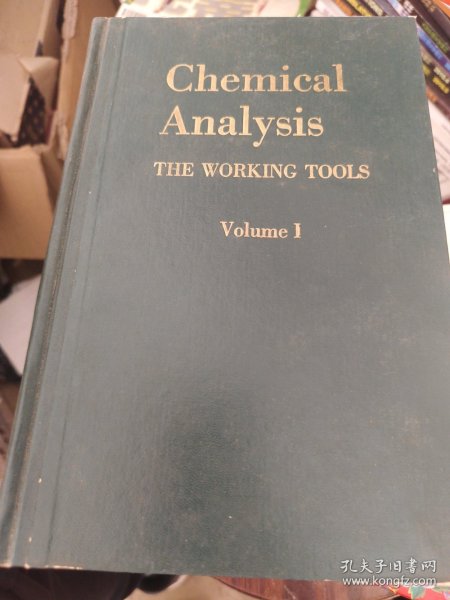 Chemical
Analysis
THE WORKING TOOLS
Volume I
孔夫子旧书网
www.kongfz.com